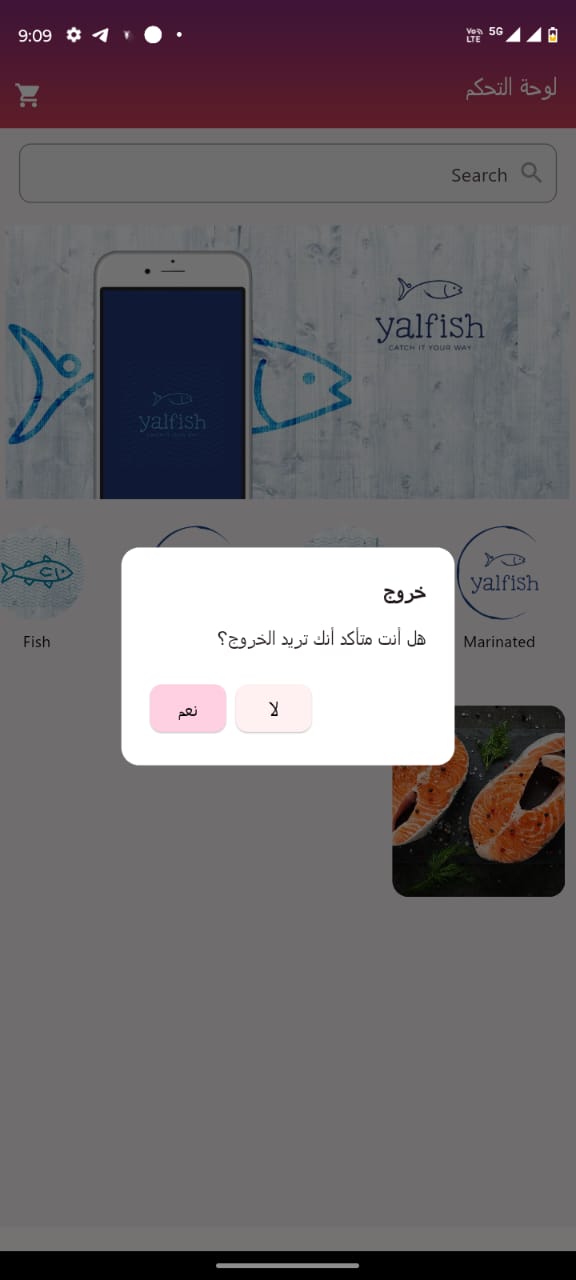 9:09
Vo) LTE 5G
لوحة التحكم
Search
yalfish
CATCH IT YOUR WAY
yalfish
yalfish
Fish
Marinated
خروج
هل أنت متأكد أنك تريد الخروج؟
لا
نعم